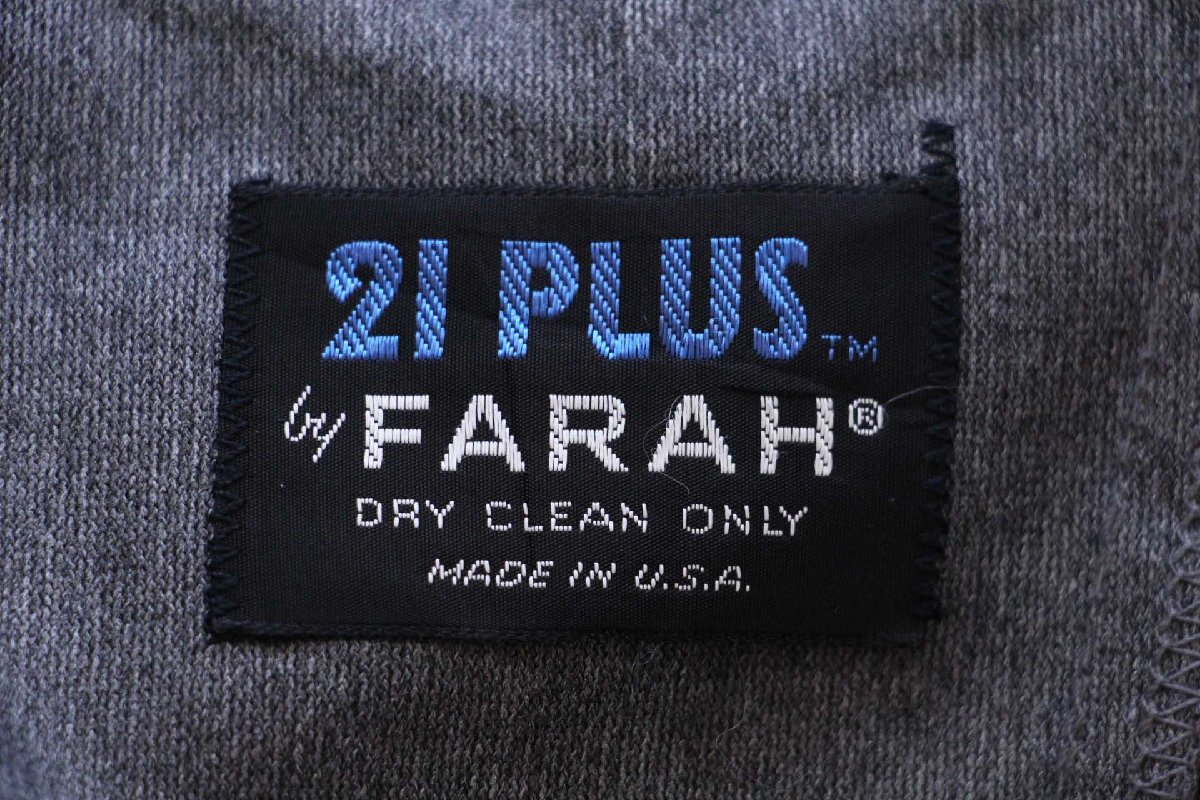 21 PLUS™
by FARAH®
DRY CLEAN ONLY
MADE IN U.S.A.